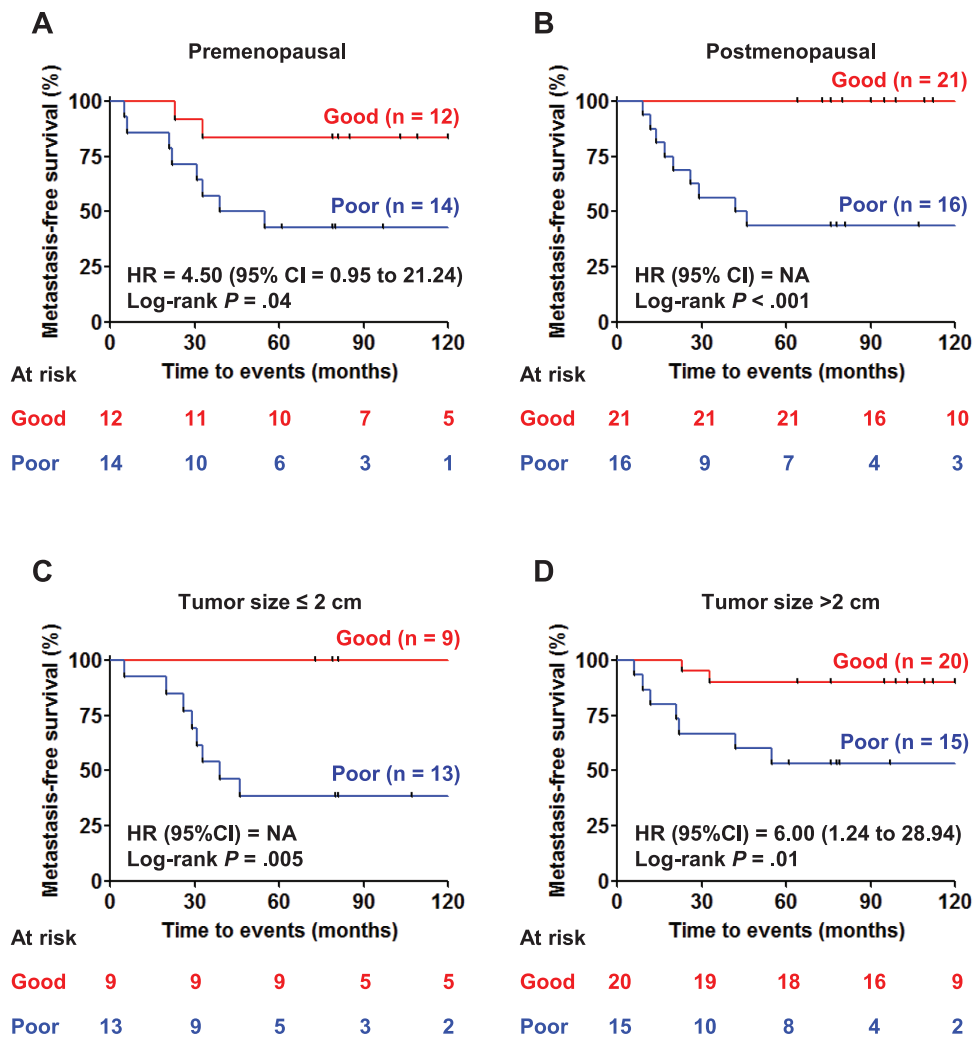 A
Premenopausal
Metastasis-free survival (%)
100
75
50
25
0
Good (n = 12)
Poor (n = 14)
HR = 4.50 (95% CI = 0.95 to 21.24)
Log-rank P = .04
0 30 60 90 120
Time to events (months)
At risk
Good 12 11 10 7 5
Poor 14 10 6 3 1
B
Postmenopausal
Metastasis-free survival (%)
100
75
50
25
0
Good (n = 21)
Poor (n = 16)
HR (95% CI) = NA
Log-rank P < .001
0 30 60 90 120
Time to events (months)
At risk
Good 21 21 21 16 10
Poor 16 9 7 4 3
C
Tumor size ≤ 2 cm
Metastasis-free survival (%)
100
75
50
25
0
Good (n = 9)
Poor (n = 13)
HR (95%CI) = NA
Log-rank P = .005
0 30 60 90 120
Time to events (months)
At risk
Good 9 9 9 5 5
Poor 13 9 5 3 2
D
Tumor size >2 cm
Metastasis-free survival (%)
100
75
50
25
0
Good (n = 20)
Poor (n = 15)
HR (95%CI) = 6.00 (1.24 to 28.94)
Log-rank P = .01
0 30 60 90 120
Time to events (months)
At risk
Good 20 19 18 16 9
Poor 15 10 8 4 2